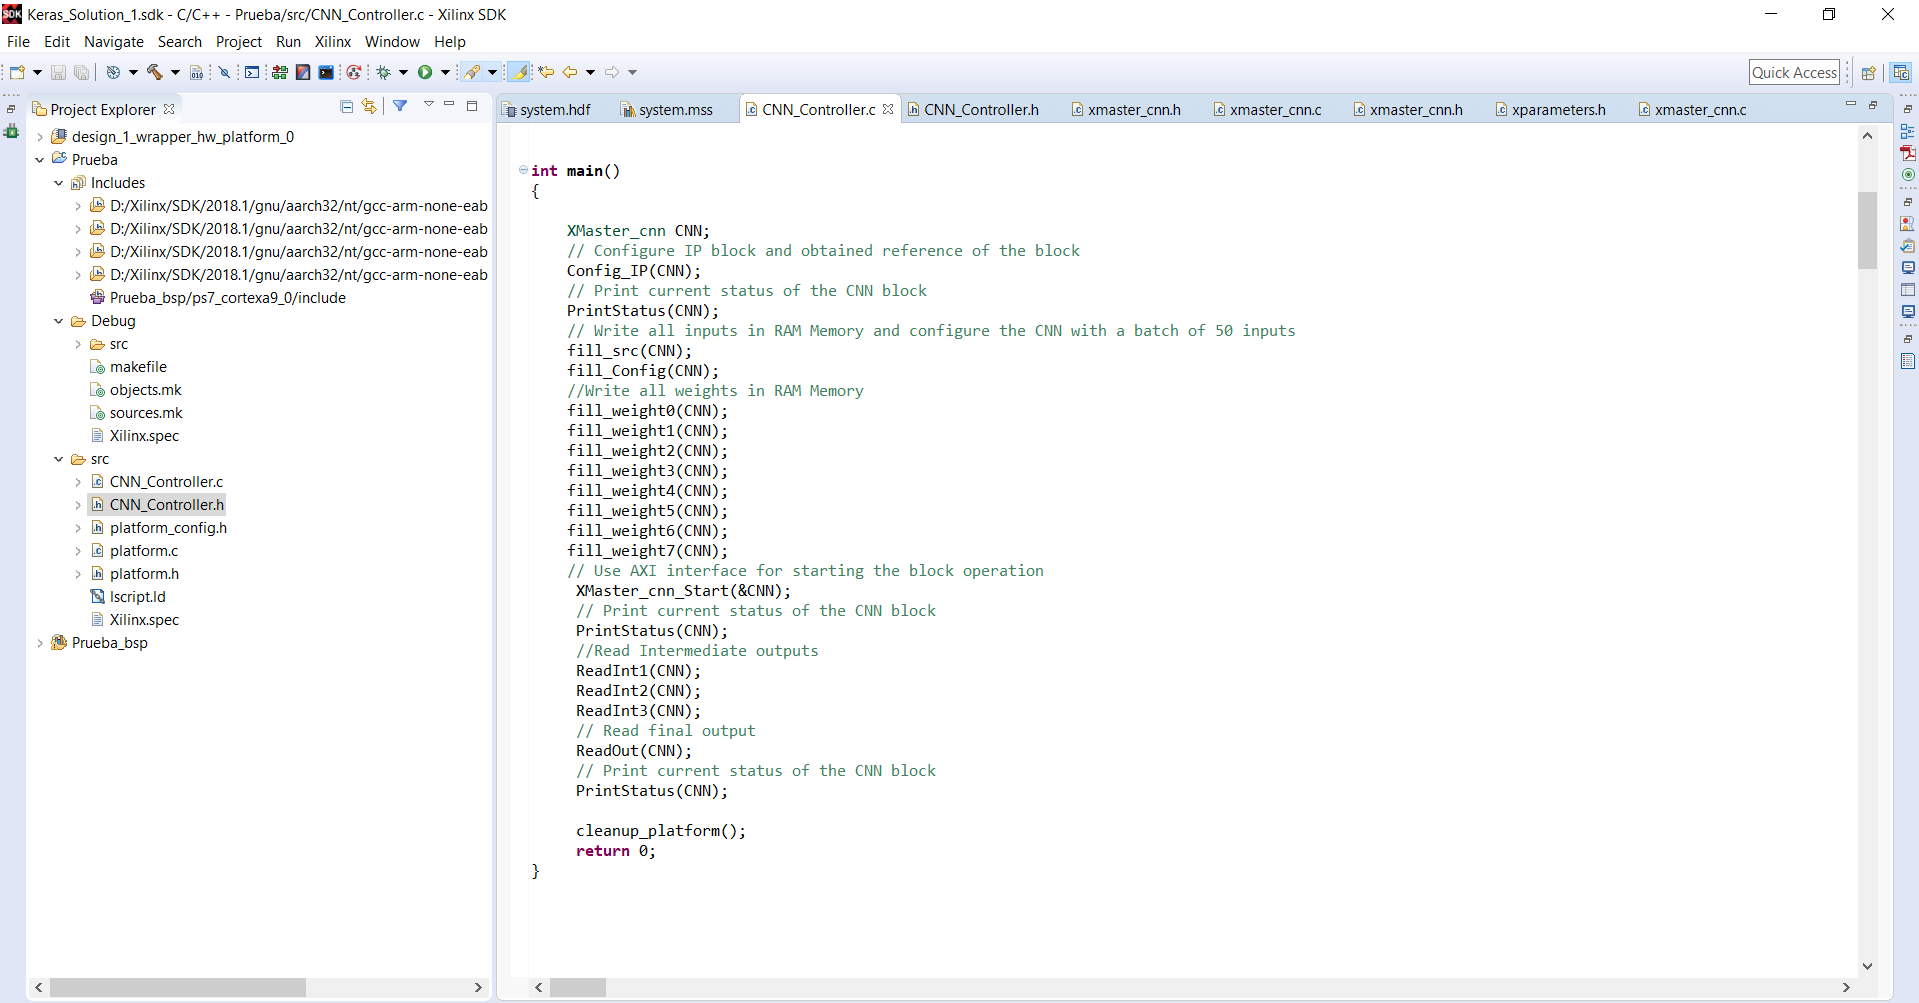 Keras_Solution_1.sdk - C/C++ - Prueba/src/CNN_Controller.c - Xilinx SDK
File Edit Navigate Search Project Run Xilinx Window Help
Quick Access
Project Explorer
design_1_wrapper_hw_platform_0
Prueba
Includes
D:/Xilinx/SDK/2018.1/gnu/aarch32/nt/gcc-arm-none-eab
D:/Xilinx/SDK/2018.1/gnu/aarch32/nt/gcc-arm-none-eab
D:/Xilinx/SDK/2018.1/gnu/aarch32/nt/gcc-arm-none-eab
D:/Xilinx/SDK/2018.1/gnu/aarch32/nt/gcc-arm-none-eab
Prueba_bsp/ps7_cortexa9_0/include
Debug
src
makefile
objects.mk
sources.mk
Xilinx.spec
src
CNN_Controller.c
CNN_Controller.h
platform_config.h
platform.c
platform.h
lscript.ld
Xilinx.spec
Prueba_bsp
system.hdf system.mss CNN_Controller.c CNN_Controller.h xmaster_cnn.h xmaster_cnn.c xmaster_cnn.h xparameters.h xmaster_cnn.c
int main()
{
XMaster_cnn CNN;
// Configure IP block and obtained reference of the block
Config_IP(CNN);
// Print current status of the CNN block
PrintStatus(CNN);
// Write all inputs in RAM Memory and configure the CNN with a batch of 50 inputs
fill_src(CNN);
fill_Config(CNN);
//Write all weights in RAM Memory
fill_weight0(CNN);
fill_weight1(CNN);
fill_weight2(CNN);
fill_weight3(CNN);
fill_weight4(CNN);
fill_weight5(CNN);
fill_weight6(CNN);
fill_weight7(CNN);
// Use AXI interface for starting the block operation
XMaster_cnn_Start(&CNN);
// Print current status of the CNN block
PrintStatus(CNN);
//Read Intermediate outputs
ReadInt1(CNN);
ReadInt2(CNN);
ReadInt3(CNN);
// Read final output
ReadOut(CNN);
// Print current status of the CNN block
PrintStatus(CNN);
cleanup_platform();
return 0;
}